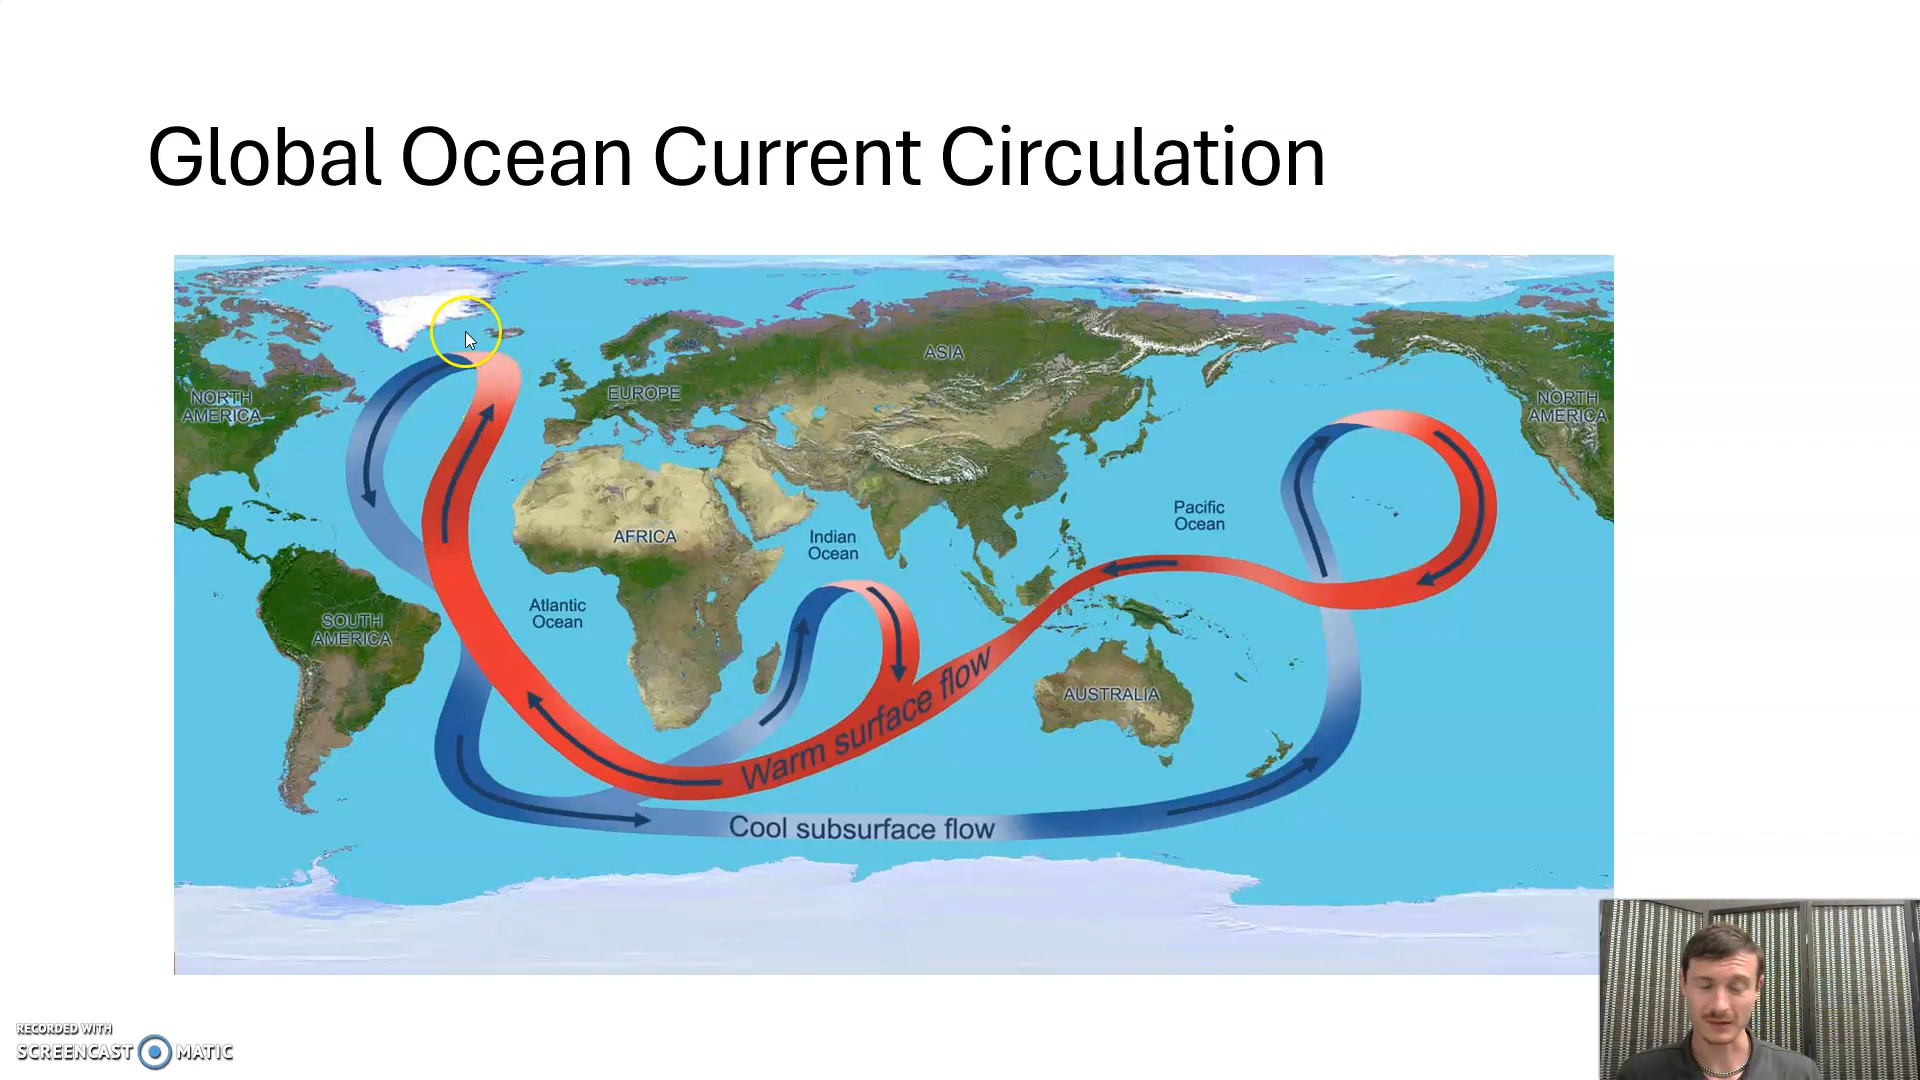 Global Ocean Current Circulation
NORTH
AMERICA
EUROPE
ASIA
NORTH
AMERICA
AFRICA
Indian
Ocean
Pacific
Ocean
Atlantic
Ocean
SOUTH
AMERICA
AUSTRALIA
Warm surface flow
Cool subsurface flow
RECORDED WITH
SCREENCAST MATIC